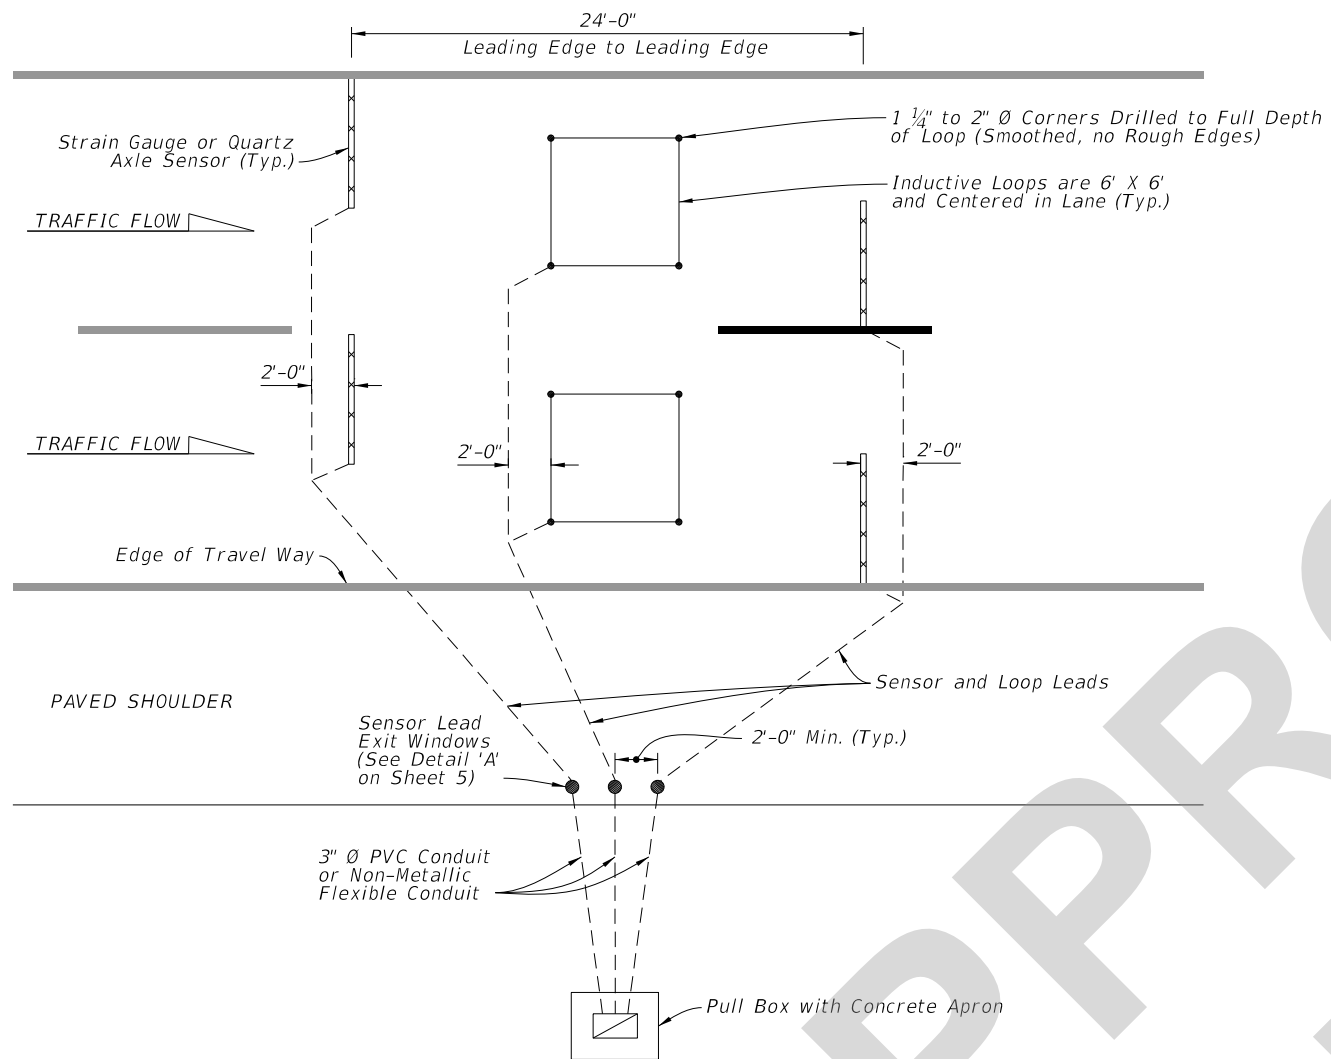 24'-0"
Leading Edge to Leading Edge
Strain Gauge or Quartz
Axle Sensor (Typ.)
1 ¼" to 2" Ø Corners Drilled to Full Depth
of Loop (Smoothed, no Rough Edges)
Inductive Loops are 6' X 6'
and Centered in Lane (Typ.)
TRAFFIC FLOW
2'-0"
TRAFFIC FLOW
2'-0"
2'-0"
Edge of Travel Way
PAVED SHOULDER
Sensor and Loop Leads
Sensor Lead
Exit Windows
(See Detail 'A'
on Sheet 5)
2'-0" Min. (Typ.)
3" Ø PVC Conduit
or Non-Metallic
Flexible Conduit
Pull Box with Concrete Apron